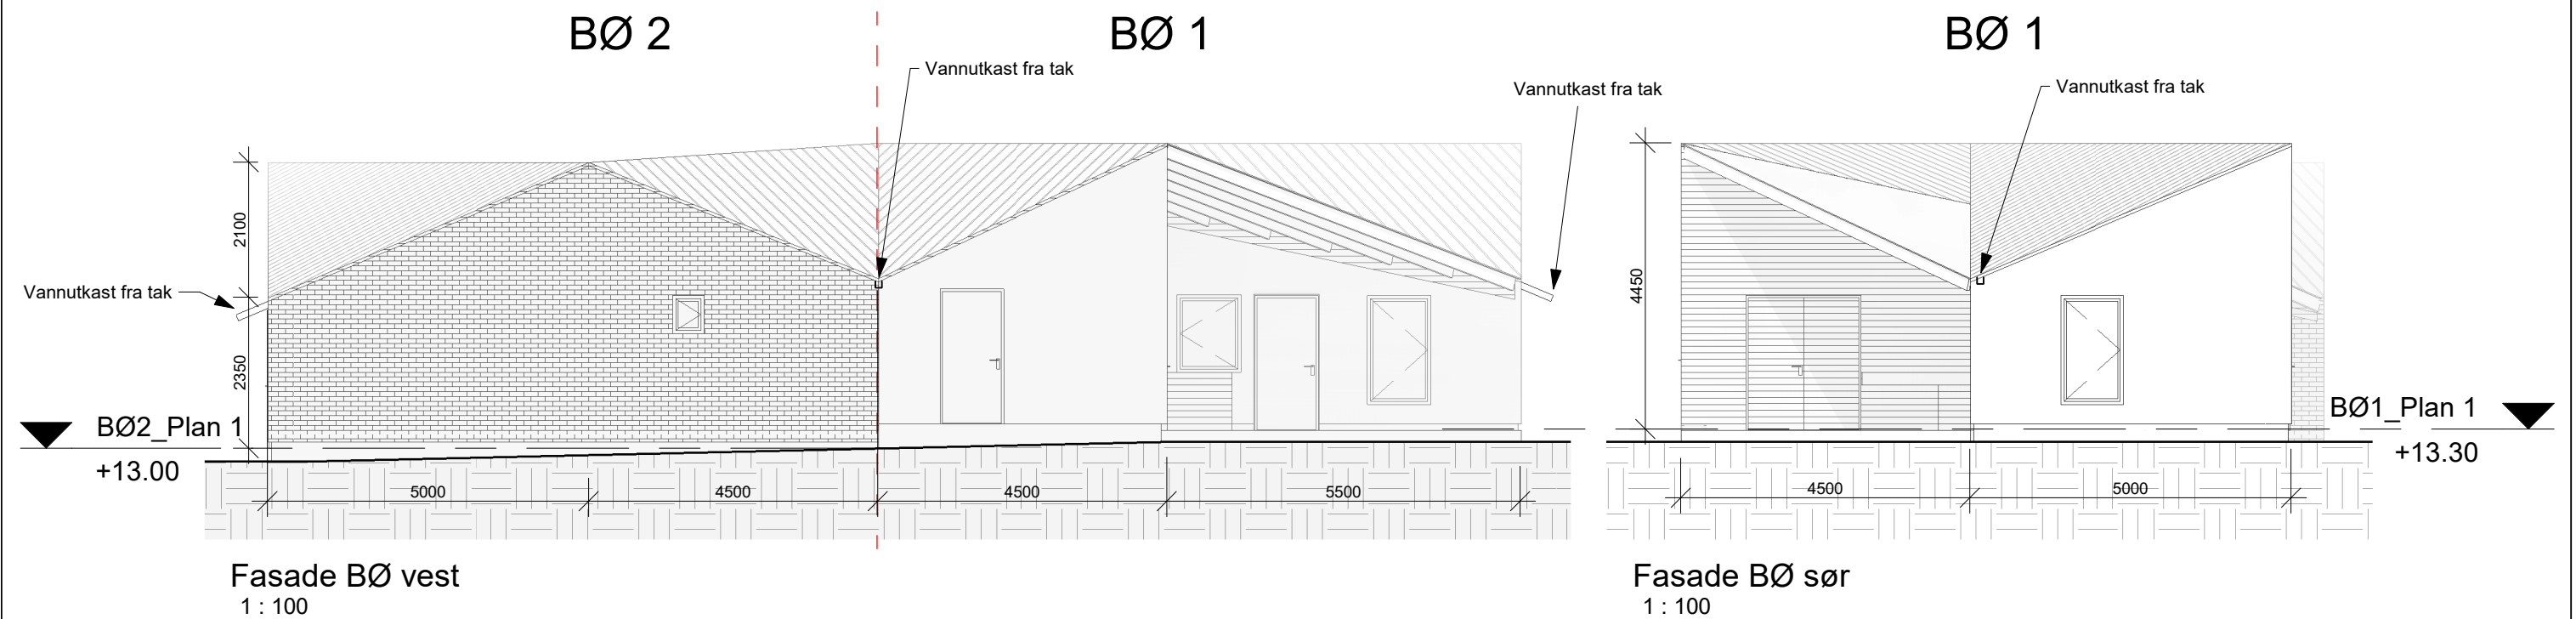 BØ 2
BØ 1
BØ 1
Vannutkast fra tak
Vannutkast fra tak
Vannutkast fra tak
Vannutkast fra tak
2100
2350
4450
BØ2_Plan 1
+13.00
BØ1_Plan 1
+13.30
5000
4500
4500
5500
4500
5000
Fasade BØ vest
1 : 100
Fasade BØ sør
1 : 100